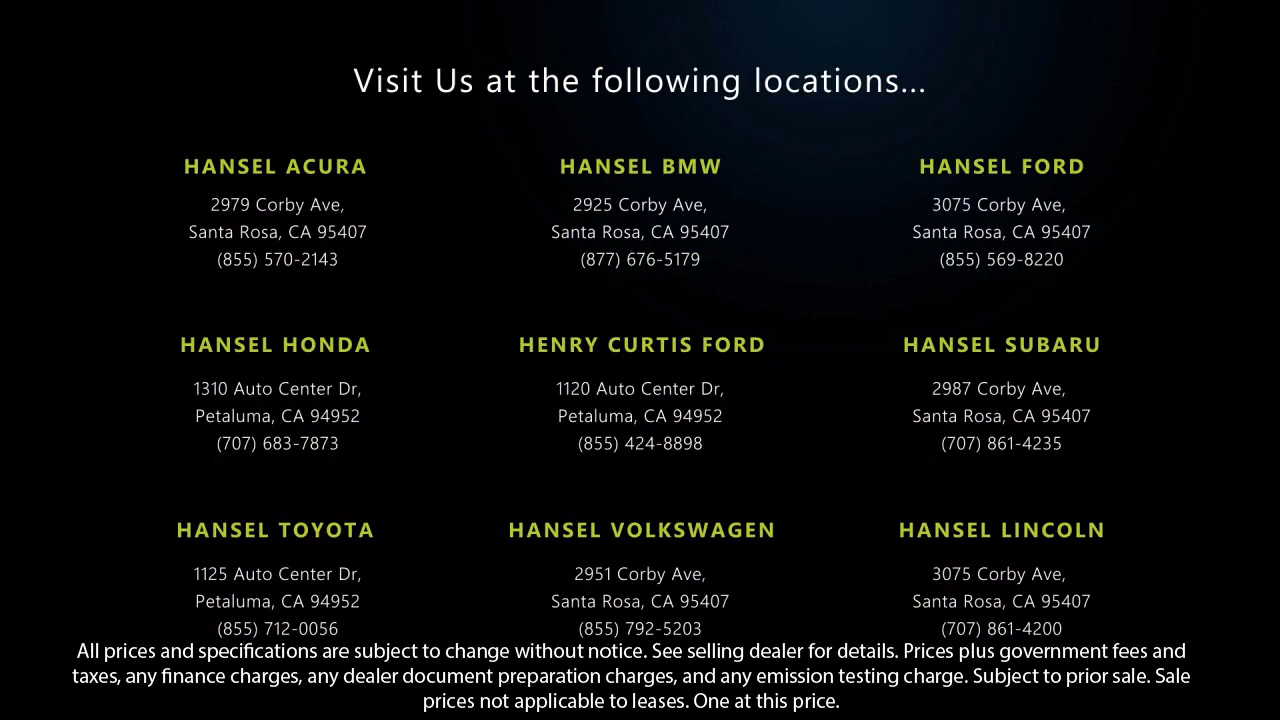 Visit Us at the following locations...
HANSEL ACURA
2979 Corby Ave,
Santa Rosa, CA 95407
(855) 570-2143
HANSEL BMW
2925 Corby Ave,
Santa Rosa, CA 95407
(877) 676-5179
HANSEL FORD
3075 Corby Ave,
Santa Rosa, CA 95407
(855) 569-8220
HANSEL HONDA
1310 Auto Center Dr,
Petaluma, CA 94952
(707) 683-7873
HENRY CURTIS FORD
1120 Auto Center Dr,
Petaluma, CA 94952
(855) 424-8898
HANSEL SUBARU
2987 Corby Ave,
Santa Rosa, CA 95407
(707) 861-4235
HANSEL TOYOTA
1125 Auto Center Dr,
Petaluma, CA 94952
(855) 712-0056
HANSEL VOLKSWAGEN
2951 Corby Ave,
Santa Rosa, CA 95407
(855) 792-5203
HANSEL LINCOLN
3075 Corby Ave,
Santa Rosa, CA 95407
(707) 861-4200
All prices and specifications are subject to change without notice. See selling dealer for details. Prices plus government fees and
taxes, any finance charges, any dealer document preparation charges, and any emission testing charge. Subject to prior sale. Sale
prices not applicable to leases. One at this price.